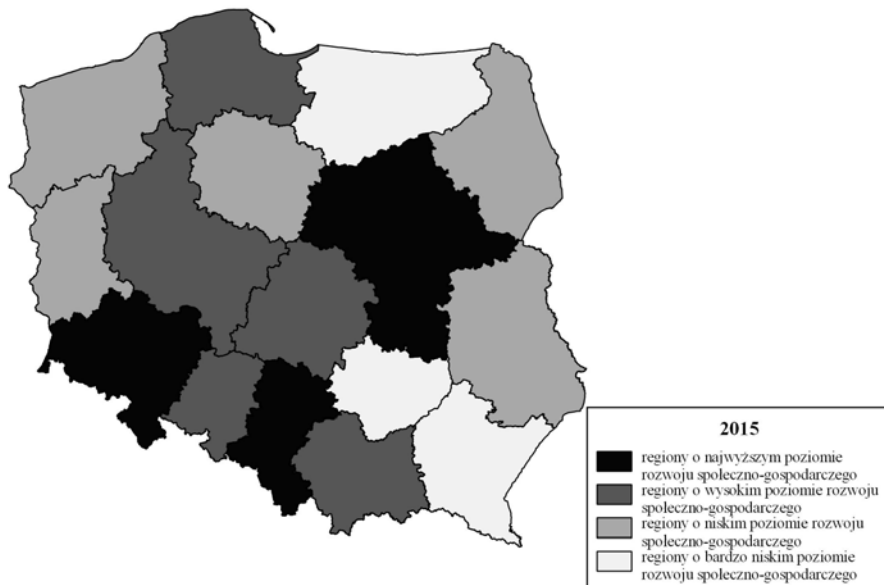 2015
regiony o najwyższym poziomie
rozwoju społeczno-gospodarczego
regiony o wysokim poziomie rozwoju
społeczno-gospodarczego
regiony o niskim poziomie rozwoju
społeczno-gospodarczego
regiony o bardzo niskim poziomie
rozwoju społeczno-gospodarczego